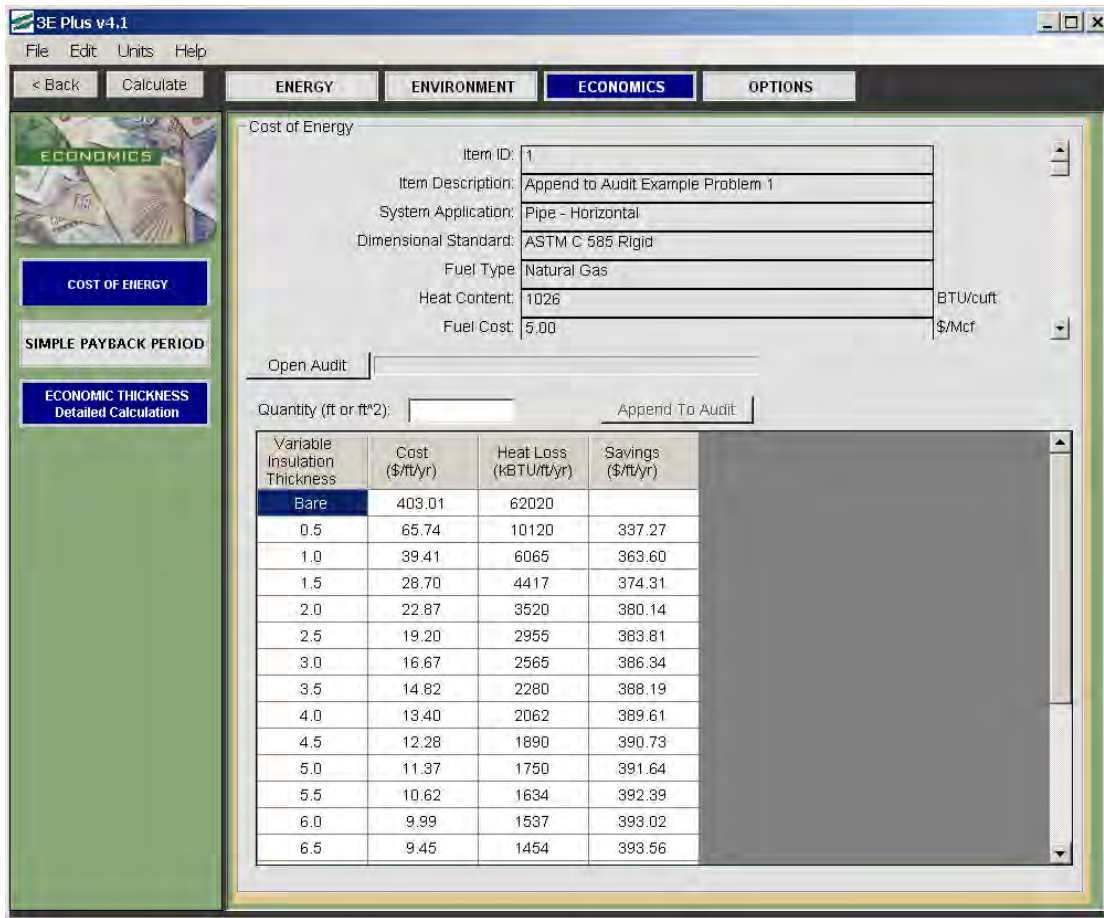 3E Plus v4.1
File Edit Units Help
< Back Calculate ENERGY ENVIRONMENT ECONOMICS OPTIONS
ECONOMICS
COST OF ENERGY
SIMPLE PAYBACK PERIOD
ECONOMIC THICKNESS
Detailed Calculation
Cost of Energy
Item ID: 1
Item Description: Append to Audit Example Problem 1
System Application: Pipe - Horizontal
Dimensional Standard: ASTM C 585 Rigid
Fuel Type Natural Gas
Heat Content: 1026 BTU/cuft
Fuel Cost: 5.00 $/Mcf
Open Audit
Quantity (ft or ft^2): Append To Audit
Variable Insulation Thickness Cost ($/ft/yr) Heat Loss (kBTU/ft/yr) Savings ($/ft/yr)
Bare 403.01 62020
0.5 65.74 10120 337.27
1.0 39.41 6065 363.60
1.5 28.70 4417 374.31
2.0 22.87 3520 380.14
2.5 19.20 2955 383.81
3.0 16.67 2565 386.34
3.5 14.82 2280 388.19
4.0 13.40 2062 389.61
4.5 12.28 1890 390.73
5.0 11.37 1750 391.64
5.5 10.62 1634 392.39
6.0 9.99 1537 393.02
6.5 9.45 1454 393.56